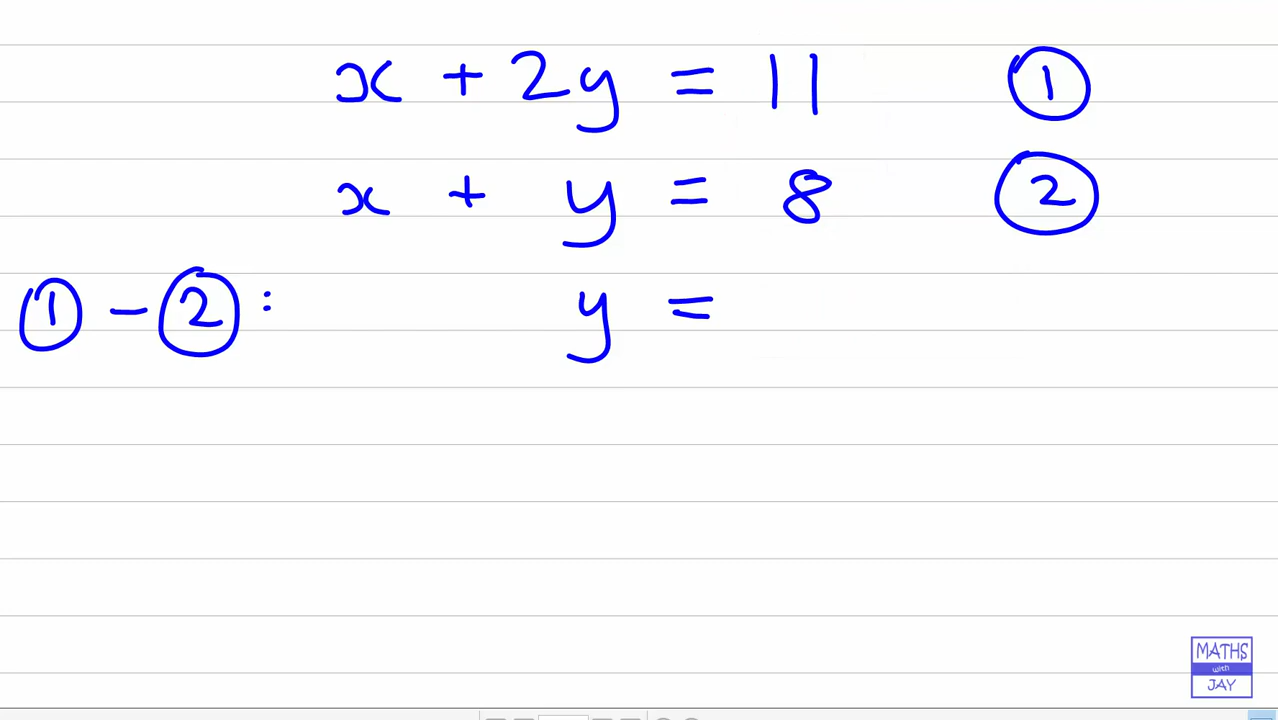 x + 2y = 11 ①
x + y = 8 ②
① - ② : y =
MATHS
with
JAY